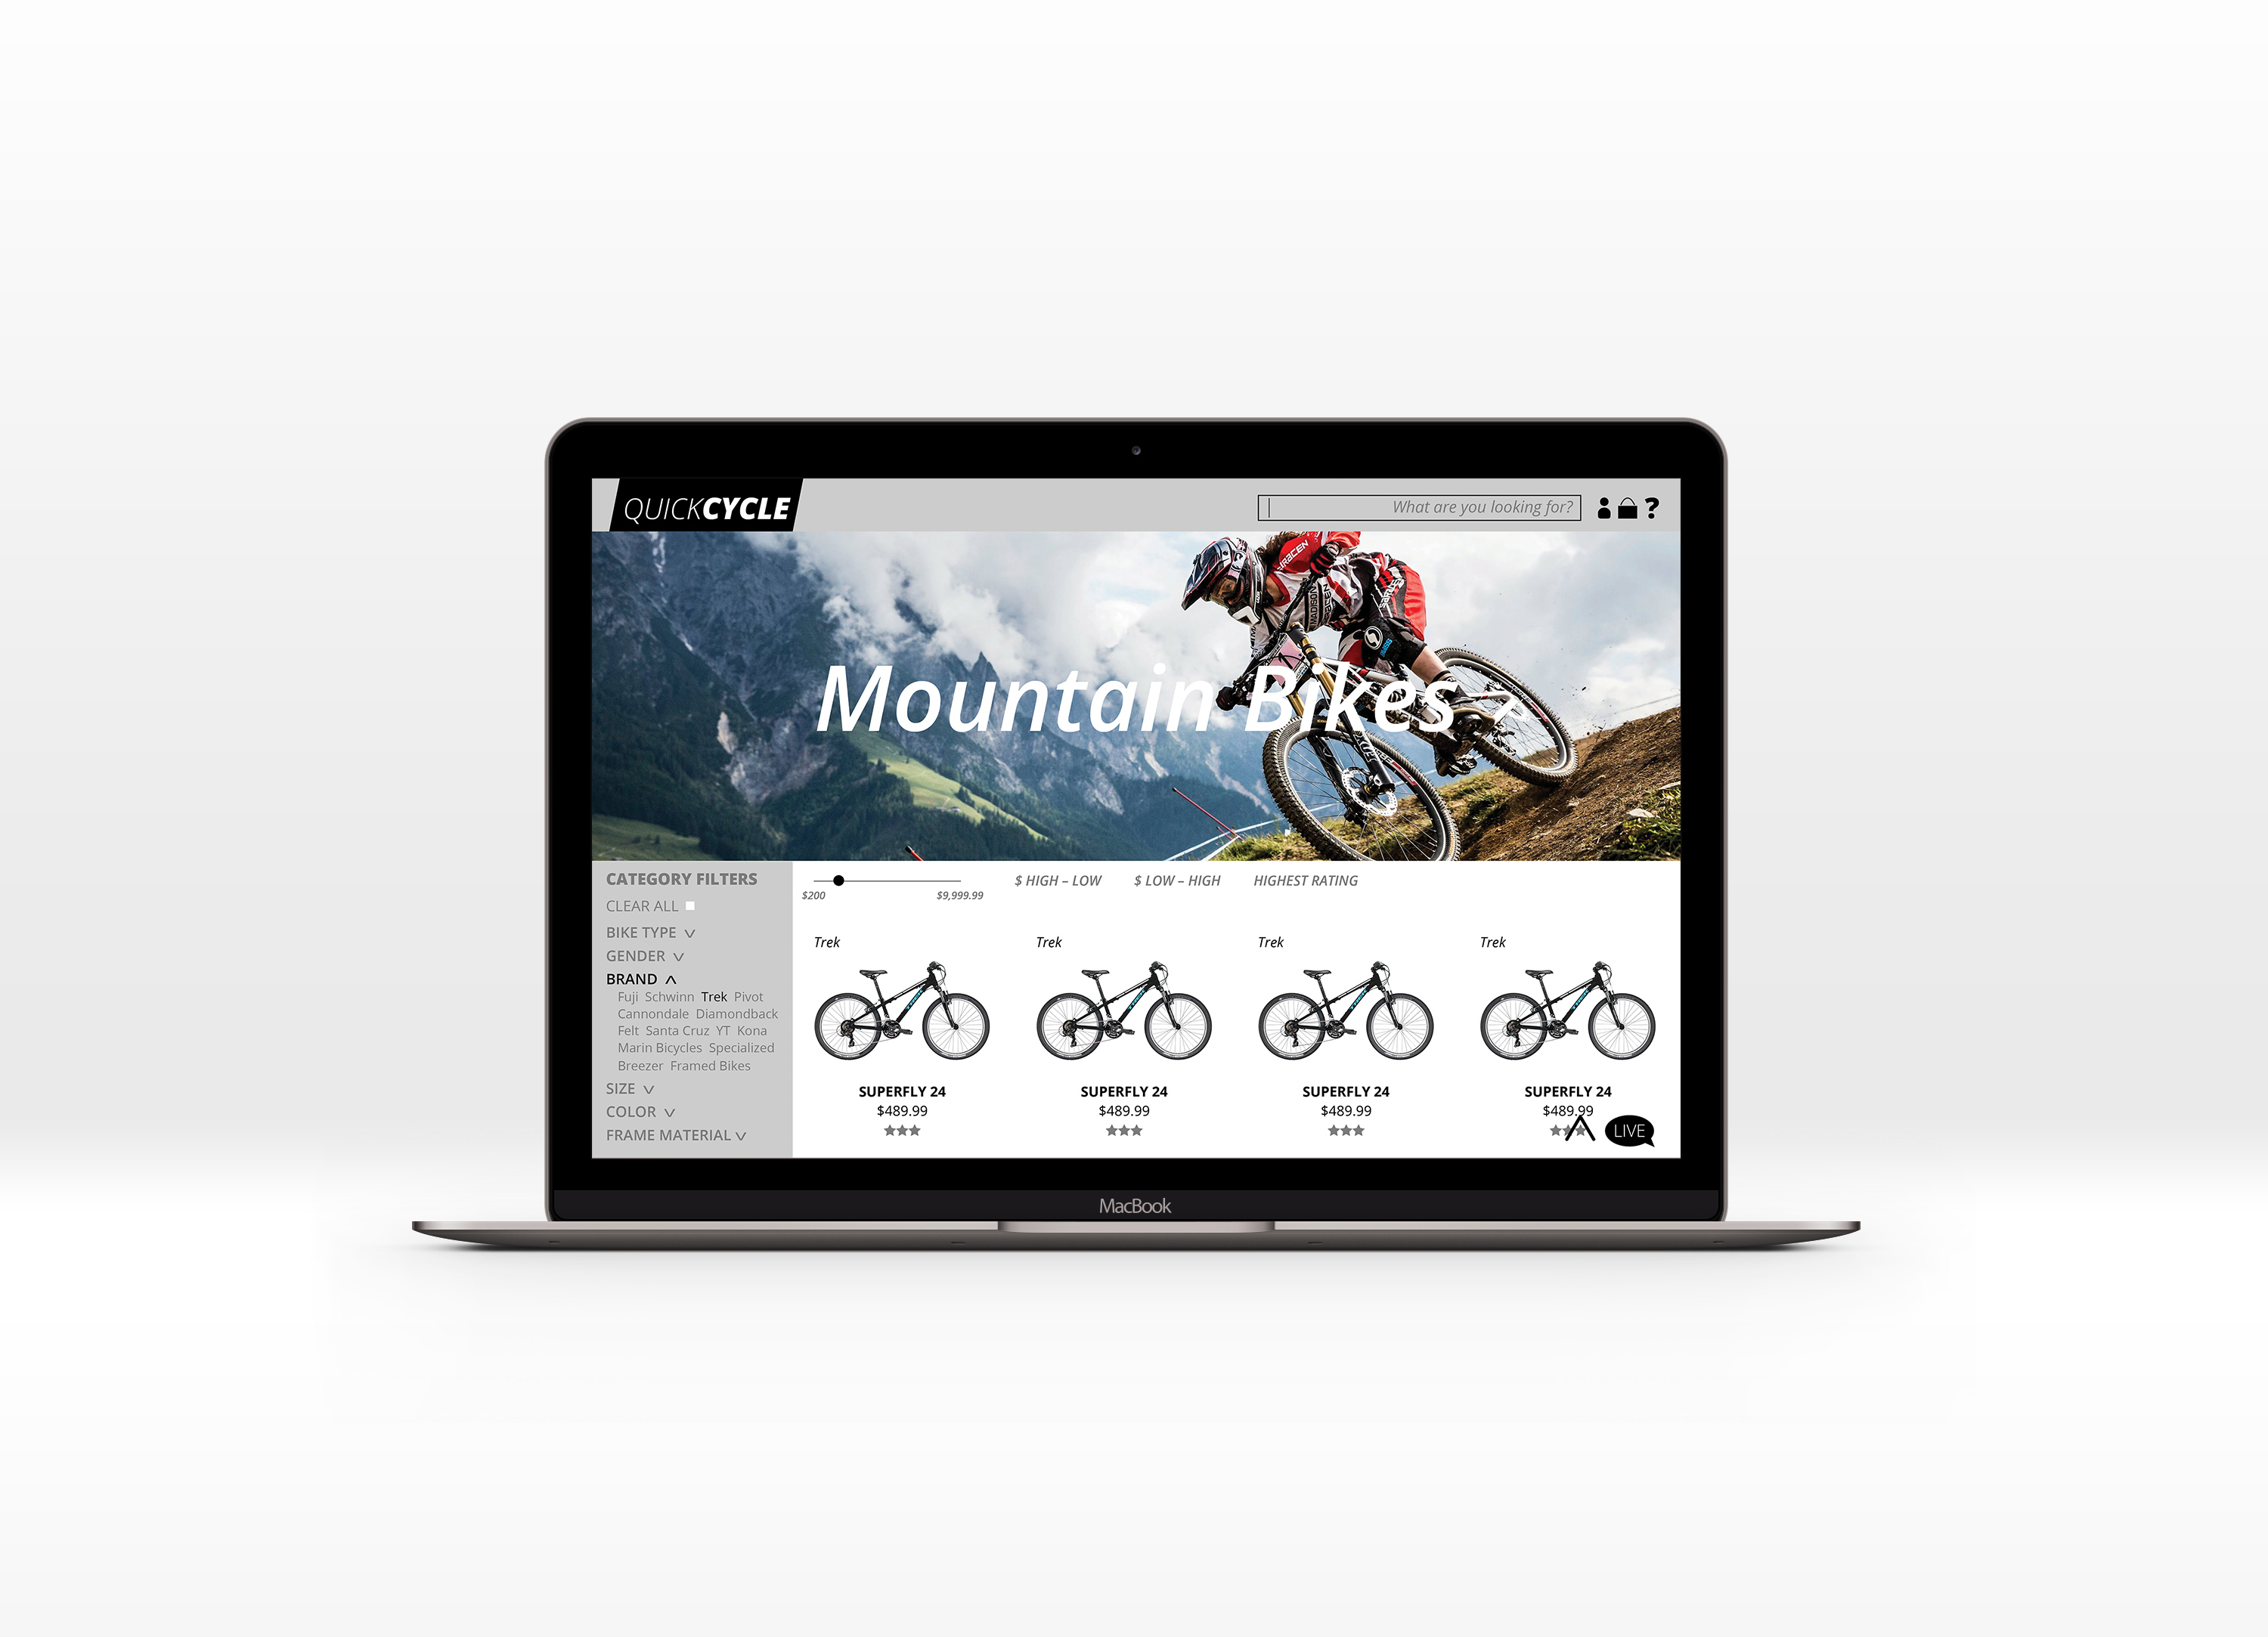 QUICKCYCLE
What are you looking for?
?
SARACEN
MADISON
Mountain Bikes >
CATEGORY FILTERS
CLEAR ALL
BIKE TYPE
GENDER
BRAND
Fuji Schwinn Trek Pivot
Cannondale Diamondback
Felt Santa Cruz YT Kona
Marin Bicycles Specialized
Breezer Framed Bikes
SIZE
COLOR
FRAME MATERIAL
$200
$9,999.99
$ HIGH – LOW
$ LOW – HIGH
HIGHEST RATING
Trek
SUPERFLY 24
$489.99
Trek
SUPERFLY 24
$489.99
Trek
SUPERFLY 24
$489.99
Trek
SUPERFLY 24
$489.99
LIVE
MacBook